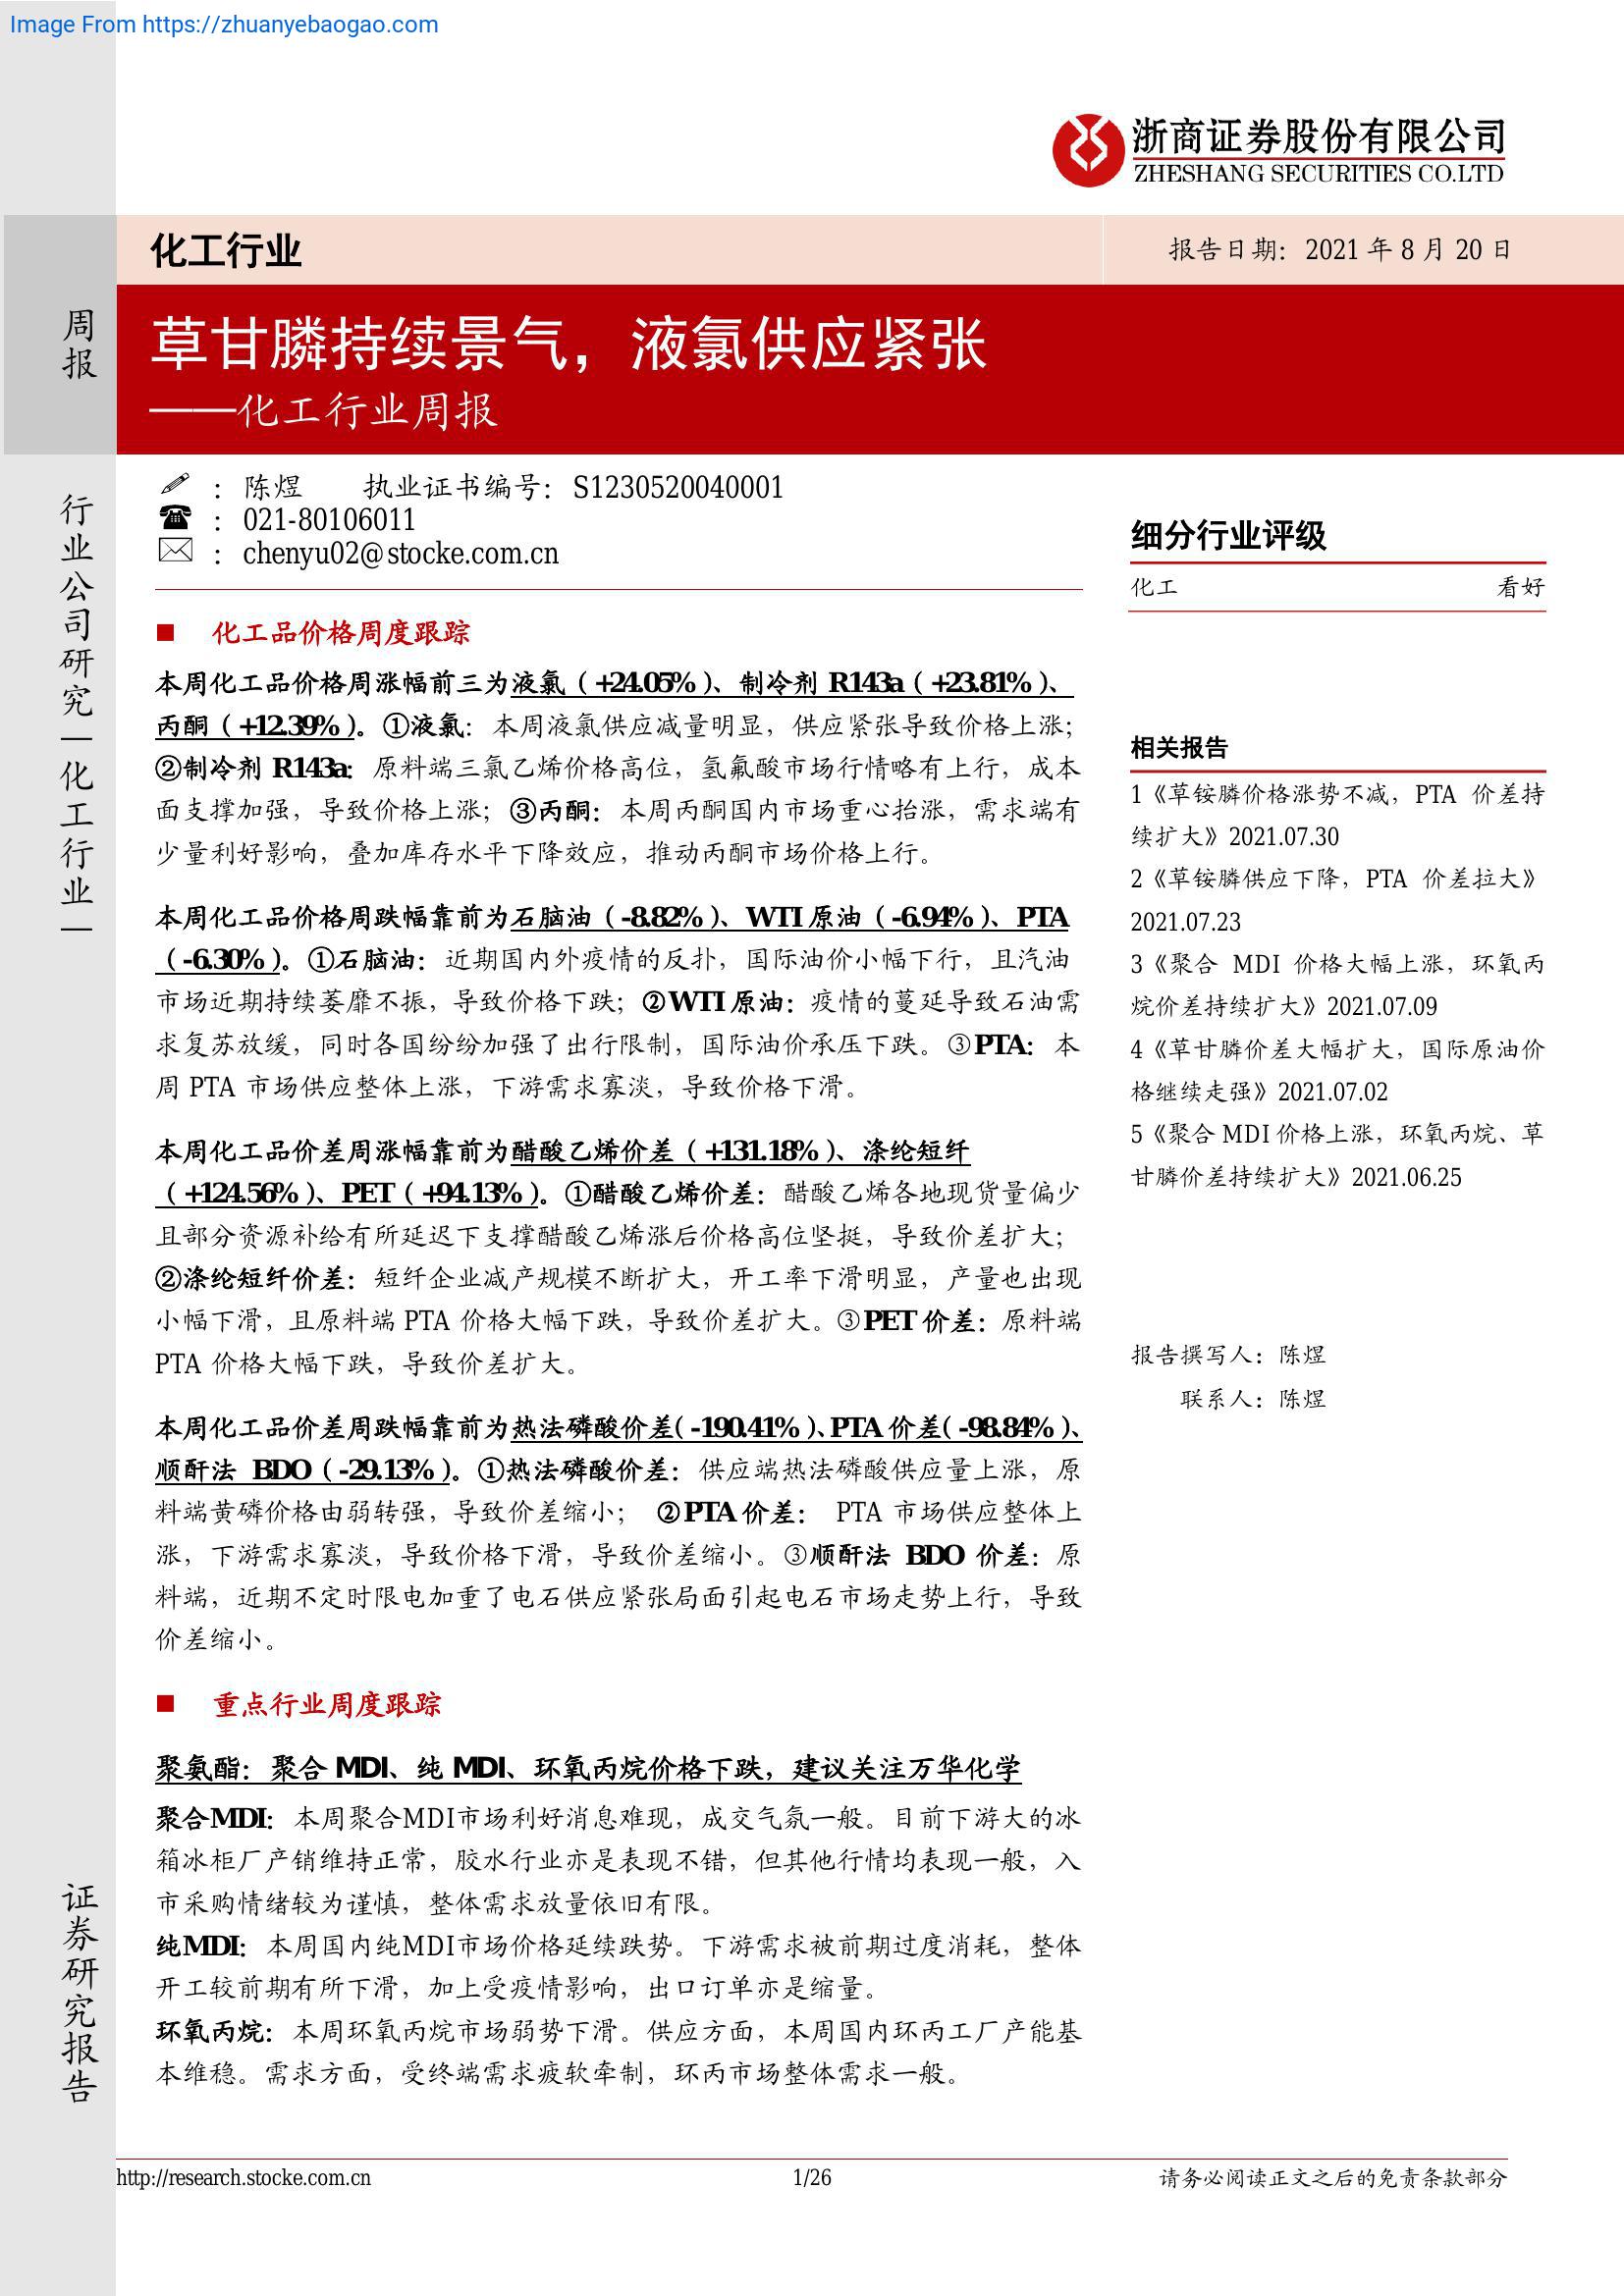 Image From https://zhuanyebaogao.com
浙商证券股份有限公司
ZHESHANG SECURITIES CO.LTD
化工行业
报告日期：2021 年 8 月 20 日
周报
草甘膦持续景气，液氯供应紧张
——化工行业周报
行业公司研究｜化工行业｜
证券研究报告
：陈煜 执业证书编号：S1230520040001
：021-80106011
：chenyu02@stocke.com.cn
■ 化工品价格周度跟踪
本周化工品价格周涨幅前三为液氯（+24.05%）、制冷剂 R143a（+23.81%）、
丙酮（+12.39%）。①液氯：本周液氯供应减量明显，供应紧张导致价格上涨；
②制冷剂 R143a：原料端三氯乙烯价格高位，氢氟酸市场行情略有上行，成本
面支撑加强，导致价格上涨；③丙酮：本周丙酮国内市场重心抬涨，需求端有
少量利好影响，叠加库存水平下降效应，推动丙酮市场价格上行。
本周化工品价格周跌幅靠前为石脑油（-8.82%）、WTI 原油（-6.94%）、PTA
（-6.30%）。①石脑油：近期国内外疫情的反扑，国际油价小幅下行，且汽油
市场近期持续萎靡不振，导致价格下跌；②WTI 原油：疫情的蔓延导致石油需
求复苏放缓，同时各国纷纷加强了出行限制，国际油价承压下跌。③PTA：本
周 PTA 市场供应整体上涨，下游需求寡淡，导致价格下滑。
本周化工品价差周涨幅靠前为醋酸乙烯价差（+131.18%）、涤纶短纤
（+124.56%）、PET（+94.13%）。①醋酸乙烯价差：醋酸乙烯各地现货量偏少
且部分资源补给有所延迟下支撑醋酸乙烯涨后价格高位坚挺，导致价差扩大；
②涤纶短纤价差：短纤企业减产规模不断扩大，开工率下滑明显，产量也出现
小幅下滑，且原料端 PTA 价格大幅下跌，导致价差扩大。③PET 价差：原料端
PTA 价格大幅下跌，导致价差扩大。
本周化工品价差周跌幅靠前为热法磷酸价差（-190.41%）、PTA 价差（-98.84%）、
顺酐法 BDO（-29.13%）。①热法磷酸价差：供应端热法磷酸供应量上涨，原
料端黄磷价格由弱转强，导致价差缩小； ②PTA 价差： PTA 市场供应整体上
涨，下游需求寡淡，导致价格下滑，导致价差缩小。③顺酐法 BDO 价差：原
料端，近期不定时限电加重了电石供应紧张局面引起电石市场走势上行，导致
价差缩小。
■ 重点行业周度跟踪
聚氨酯：聚合 MDI、纯 MDI、环氧丙烷价格下跌，建议关注万华化学
聚合MDI：本周聚合MDI市场利好消息难现，成交气氛一般。目前下游大的冰
箱冰柜厂产销维持正常，胶水行业亦是表现不错，但其他行情均表现一般，入
市采购情绪较为谨慎，整体需求放量依旧有限。
纯MDI：本周国内纯MDI市场价格延续跌势。下游需求被前期过度消耗，整体
开工较前期有所下滑，加上受疫情影响，出口订单亦是缩量。
环氧丙烷：本周环氧丙烷市场弱势下滑。供应方面，本周国内环丙工厂产能基
本维稳。需求方面，受终端需求疲软牵制，环丙市场整体需求一般。
细分行业评级
化工 看好
相关报告
1《草铵膦价格涨势不减，PTA 价差持
续扩大》2021.07.30
2《草铵膦供应下降，PTA 价差拉大》
2021.07.23
3《聚合 MDI 价格大幅上涨，环氧丙
烷价差持续扩大》2021.07.09
4《草甘膦价差大幅扩大，国际原油价
格继续走强》2021.07.02
5《聚合 MDI 价格上涨，环氧丙烷、草
甘膦价差持续扩大》2021.06.25
报告撰写人：陈煜
联系人：陈煜
http://research.stocke.com.cn
1/26
请务必阅读正文之后的免责条款部分